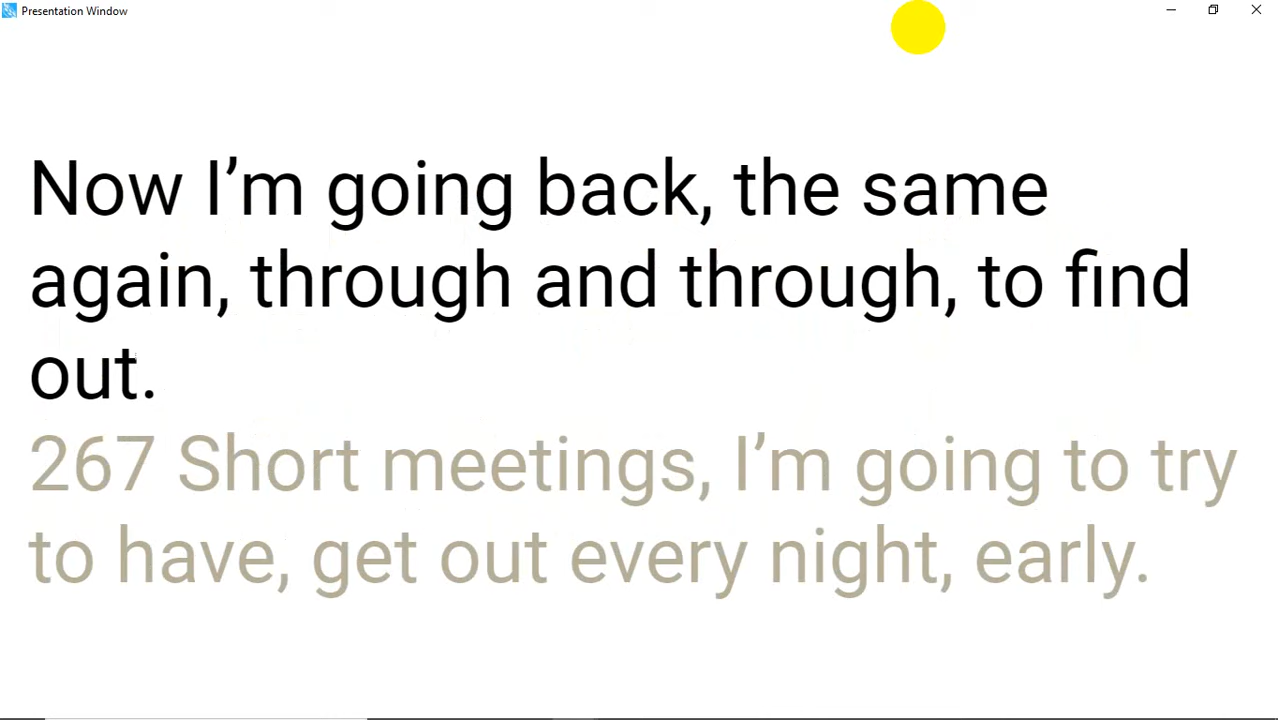 Presentation Window
Now I’m going back, the same
again, through and through, to find
out.
267 Short meetings, I’m going to try
to have, get out every night, early.